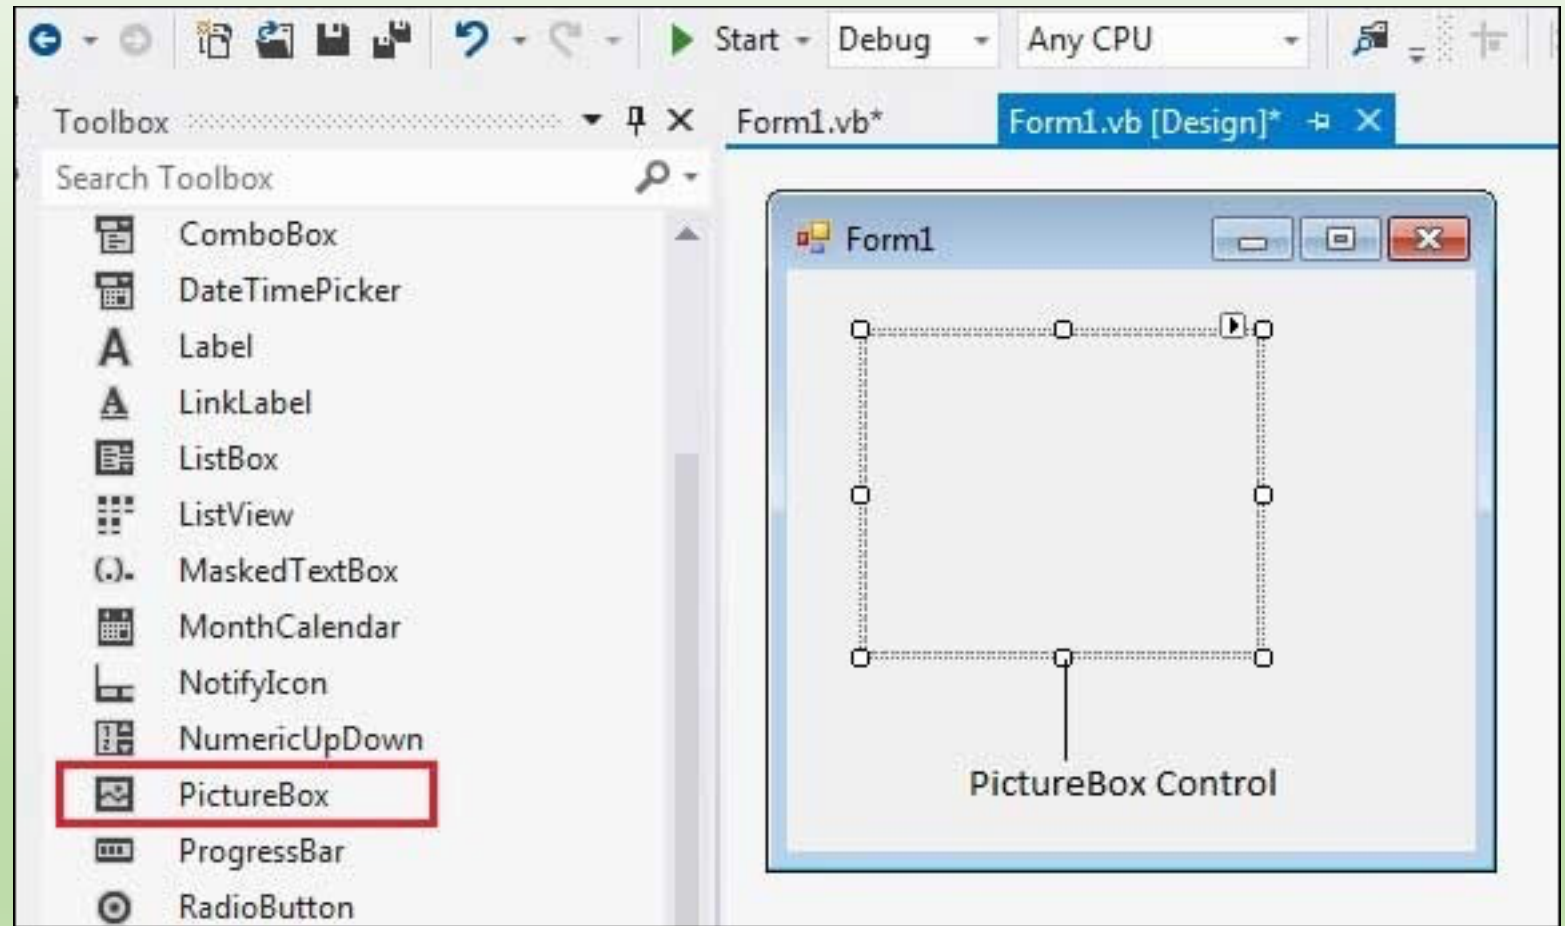 Start Debug Any CPU
Toolbox
Search Toolbox
ComboBox
DateTimePicker
Label
LinkLabel
ListBox
ListView
MaskedTextBox
MonthCalendar
NotifyIcon
NumericUpDown
PictureBox
ProgressBar
RadioButton
Form1.vb* Form1.vb [Design]*
Form1
PictureBox Control